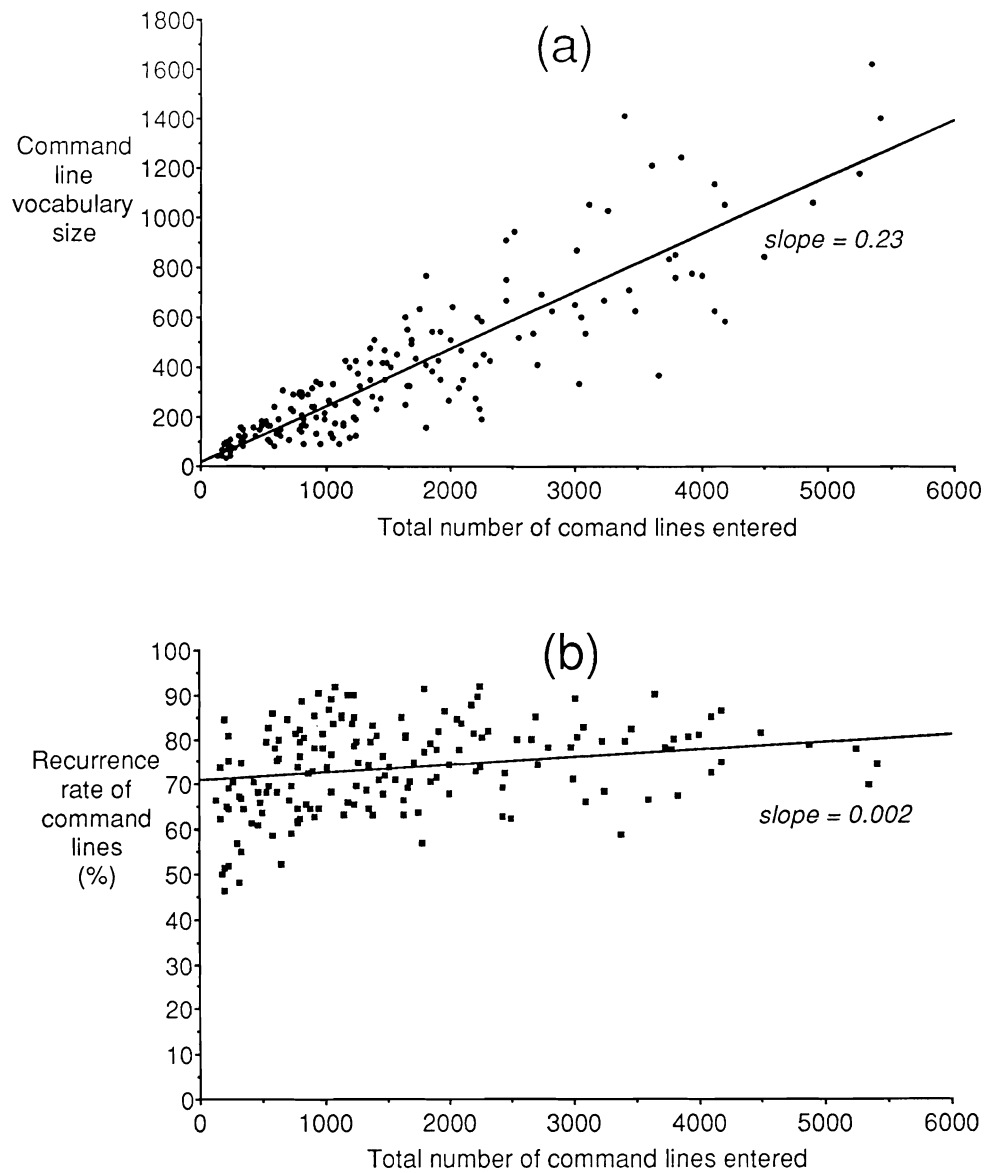 (a)
1800
1600
1400
1200
1000
800
600
400
200
0
Command
line
vocabulary
size
slope = 0.23
0 1000 2000 3000 4000 5000 6000
Total number of comand lines entered
(b)
100
90
80
70
60
50
40
30
20
10
0
Recurrence
rate of
command
lines
(%)
slope = 0.002
0 1000 2000 3000 4000 5000 6000
Total number of command lines entered